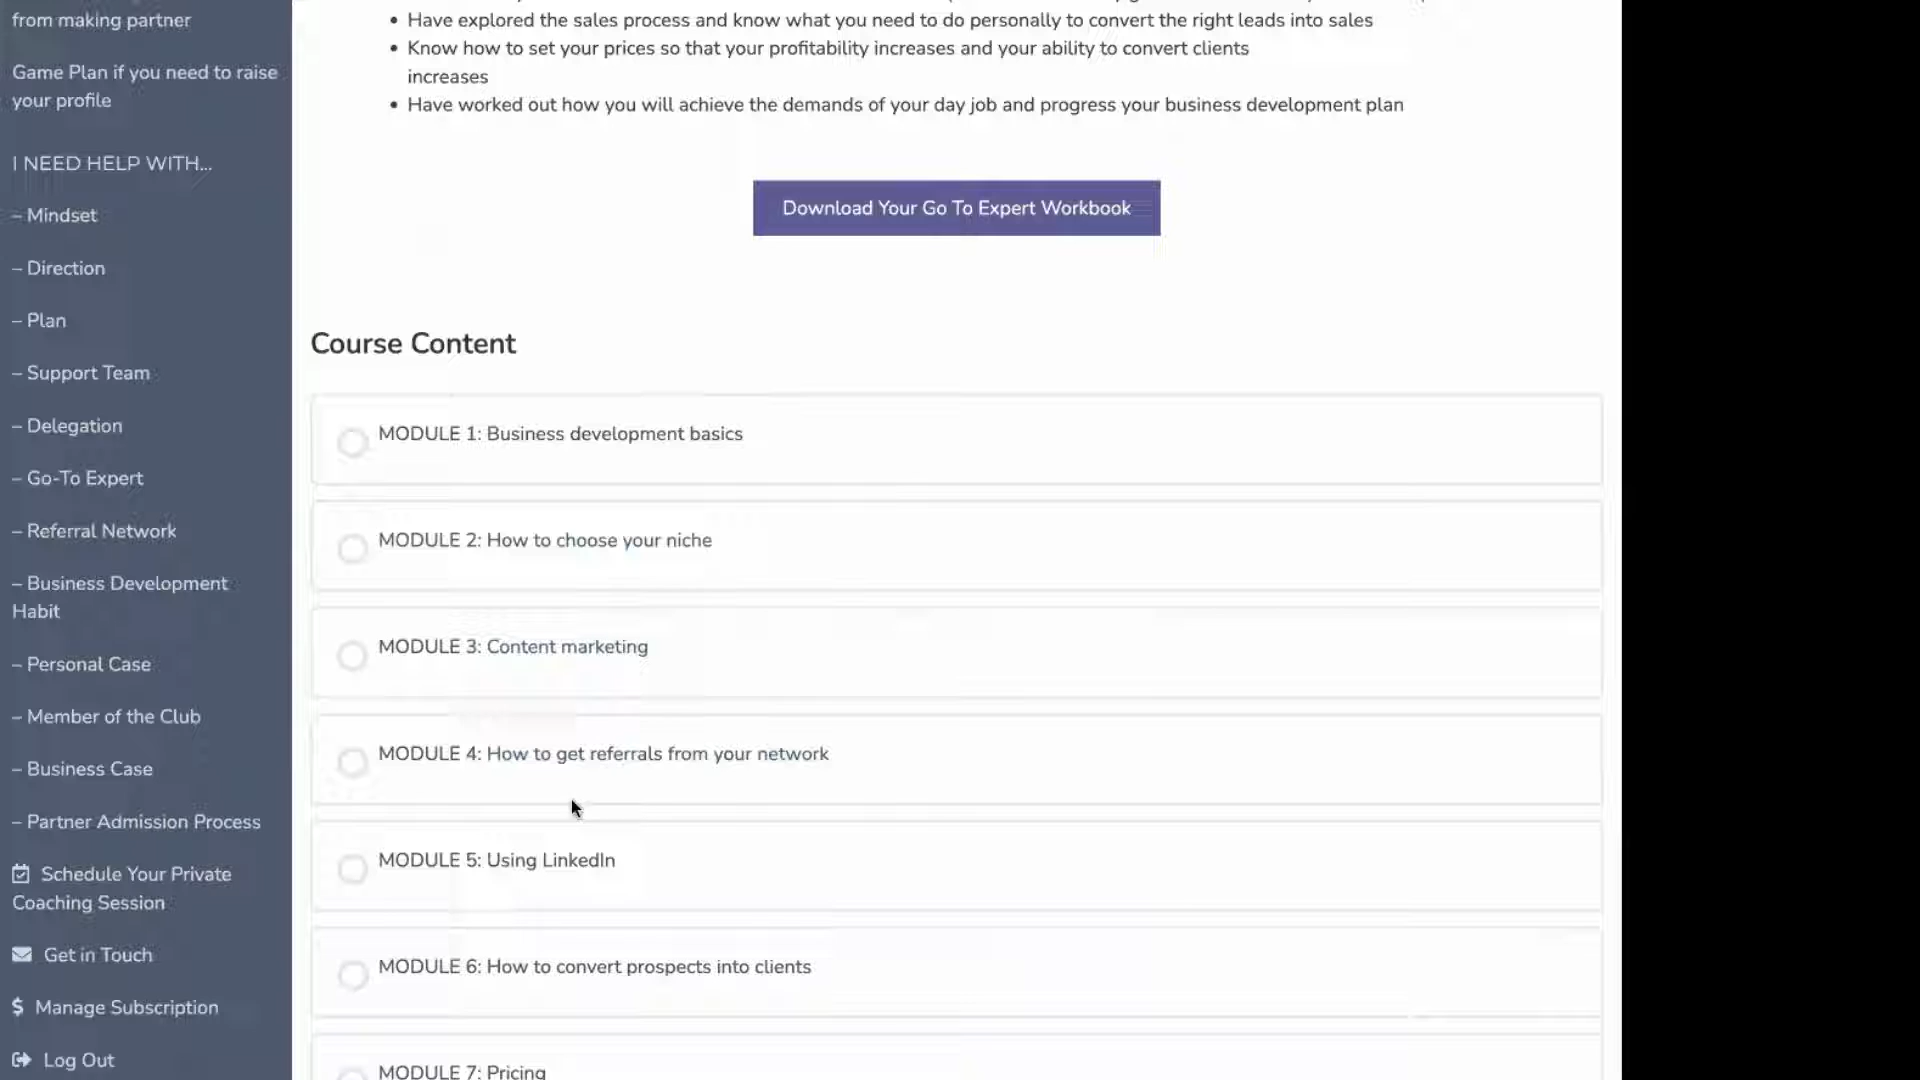 from making partner
Game Plan if you need to raise
your profile
I NEED HELP WITH...
– Mindset
– Direction
– Plan
– Support Team
– Delegation
– Go-To Expert
– Referral Network
– Business Development
Habit
– Personal Case
– Member of the Club
– Business Case
– Partner Admission Process
Schedule Your Private
Coaching Session
Get in Touch
$ Manage Subscription
Log Out
• Have explored the sales process and know what you need to do personally to convert the right leads into sales
• Know how to set your prices so that your profitability increases and your ability to convert clients
increases
• Have worked out how you will achieve the demands of your day job and progress your business development plan
Download Your Go To Expert Workbook
Course Content
MODULE 1: Business development basics
MODULE 2: How to choose your niche
MODULE 3: Content marketing
MODULE 4: How to get referrals from your network
MODULE 5: Using LinkedIn
MODULE 6: How to convert prospects into clients
MODULE 7: Pricing